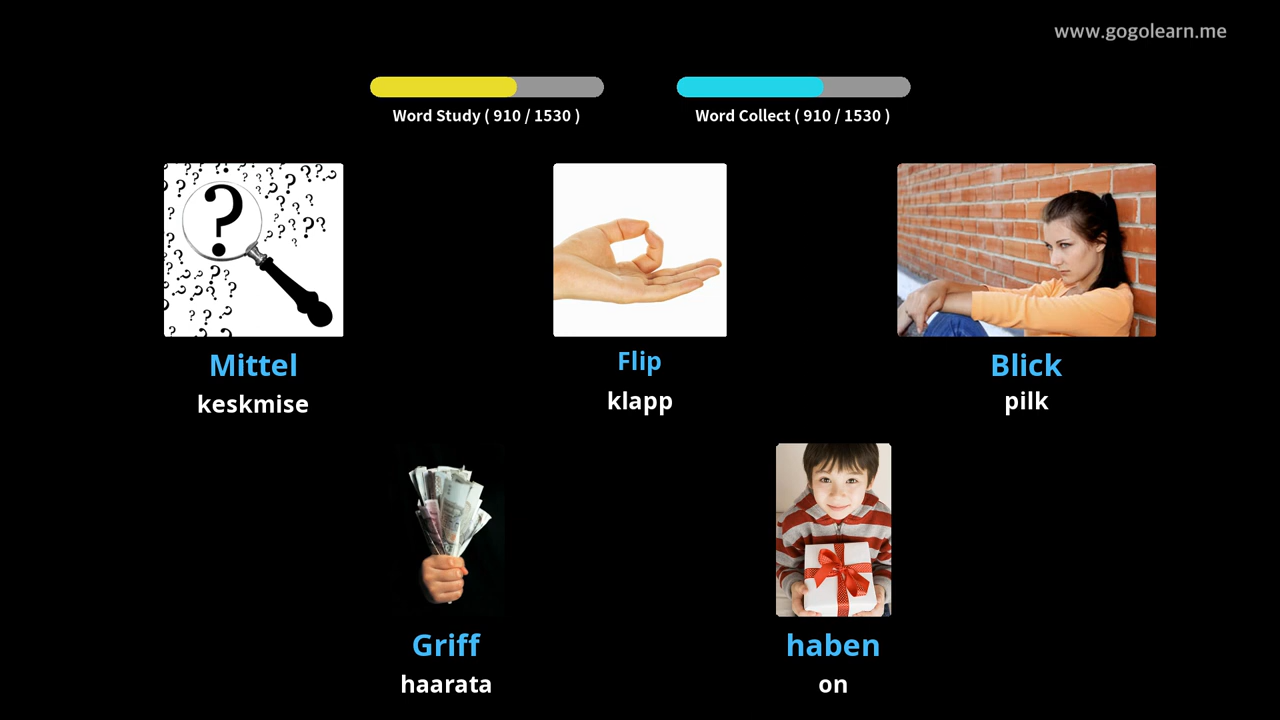 www.gogolearn.me
Word Study ( 910 / 1530 )
Word Collect ( 910 / 1530 )
Mittel
keskmise
Flip
klapp
Blick
pilk
Griff
haarata
haben
on